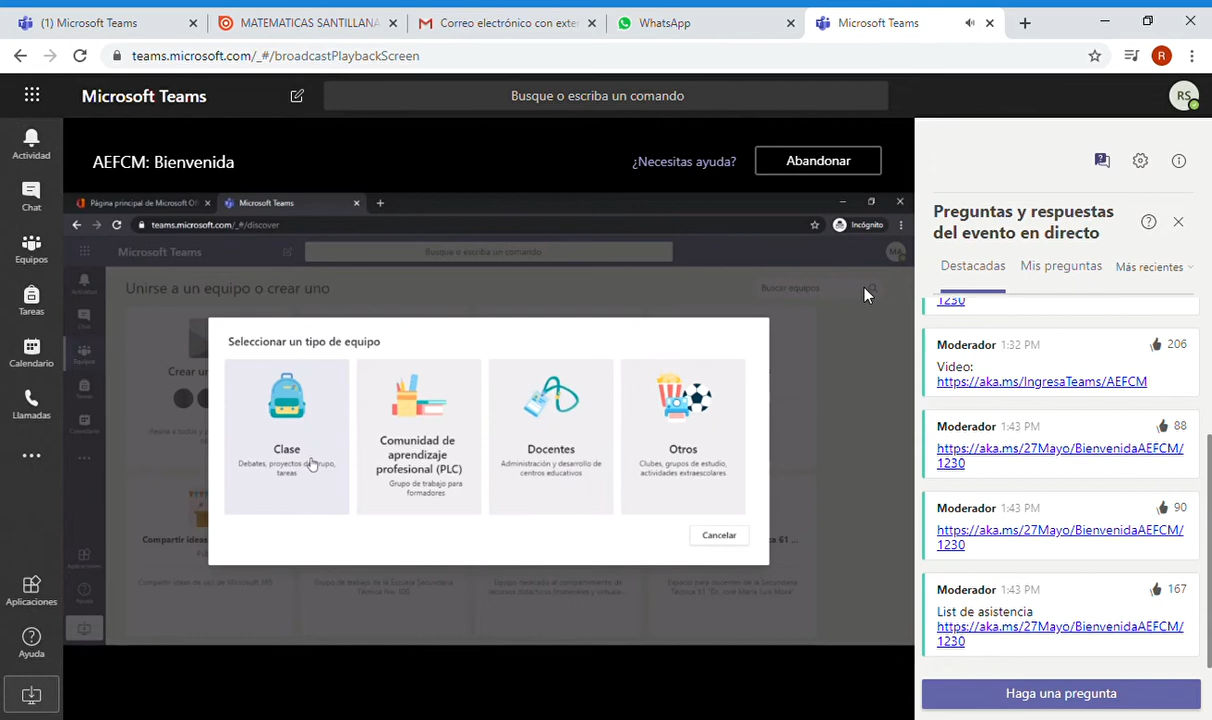 (1) Microsoft Teams
MATEMATICAS SANTILLANA
Correo electrónico con exter
WhatsApp
Microsoft Teams
teams.microsoft.com/_#/broadcastPlaybackScreen
R
Microsoft Teams
Busque o escriba un comando
RS
Actividad
Chat
Equipos
Tareas
Calendario
Llamadas
Aplicaciones
Ayuda
AEFCM: Bienvenida
¿Necesitas ayuda?
Abandonar
Página principal de Microsoft Of
Microsoft Teams
teams.microsoft.com/_#/discover
Incógnito
Microsoft Teams
Busque o escriba un comando
MA
Unirse a un equipo o crear uno
Buscar equipos
Seleccionar un tipo de equipo
Clase
Debates, proyectos de grupo,
tareas
Comunidad de
aprendizaje
profesional (PLC)
Grupo de trabajo para
formadores
Docentes
Administración y desarrollo de
centros educativos
Otros
Clubes, grupos de estudio,
actividades extraescolares
Cancelar
Preguntas y respuestas
del evento en directo
Destacadas
Mis preguntas
Más recientes
1230
Moderador 1:32 PM
206
Video:
https://aka.ms/IngresaTeams/AEFCM
Moderador 1:43 PM
88
https://aka.ms/27Mayo/BienvenidaAEFCM/
1230
Moderador 1:43 PM
90
https://aka.ms/27Mayo/BienvenidaAEFCM/
1230
Moderador 1:43 PM
167
List de asistencia
https://aka.ms/27Mayo/BienvenidaAEFCM/
1230
Haga una pregunta